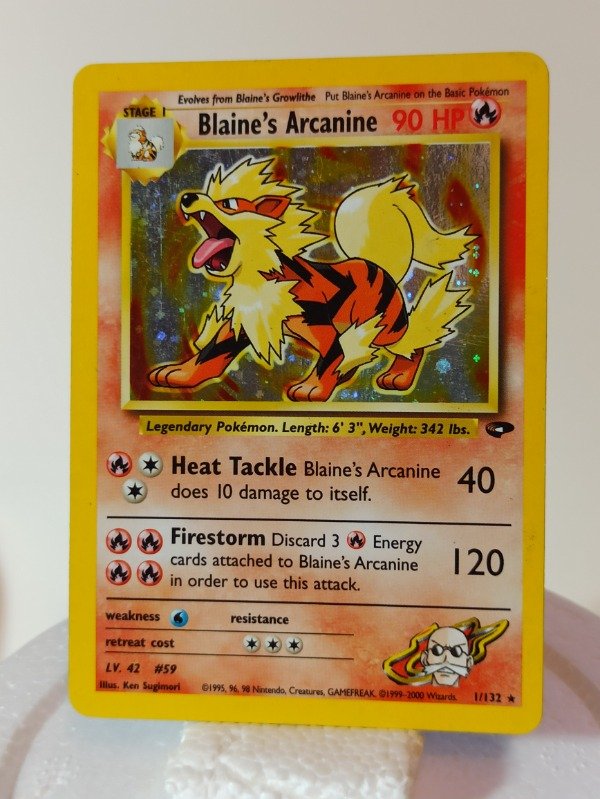 Evolves from Blaine's Growlithe Put Blaine's Arcanine on the Basic Pokémon
STAGE 1
Blaine's Arcanine 90 HP
Legendary Pokémon. Length: 6' 3", Weight: 342 lbs.
Heat Tackle Blaine's Arcanine
does 10 damage to itself.
40
Firestorm Discard 3 Energy
cards attached to Blaine's Arcanine
in order to use this attack.
120
weakness resistance
retreat cost
LV. 42 #59
Illus. Ken Sugimori ©1995, 96, 98 Nintendo, Creatures, GAMEFREAK. ©1999-2000 Wizards. 1/132 ★